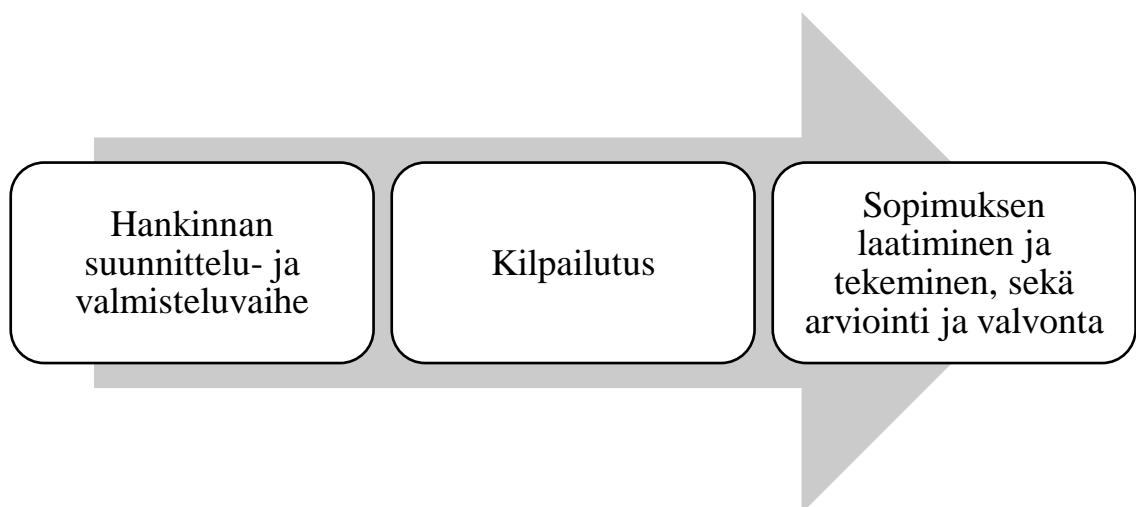 Hankinnan
suunnittelu- ja
valmisteluvaihe
Kilpailutus
Sopimuksen
laatiminen ja
tekeminen, sekä
arviointi ja valvonta